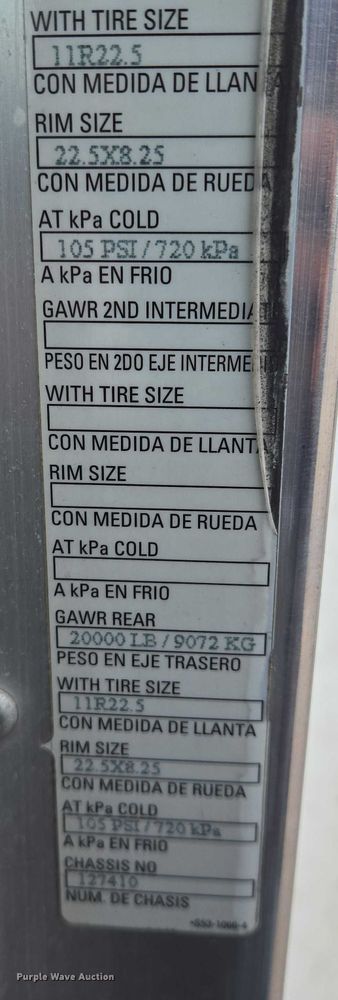 WITH TIRE SIZE
11R22.5
CON MEDIDA DE LLANTA
RIM SIZE
22.5X8.25
CON MEDIDA DE RUEDA
AT kPa COLD
105 PSI / 720 kPa
A kPa EN FRIO
GAWR 2ND INTERMEDIA
PESO EN 2DO EJE INTERME
WITH TIRE SIZE
CON MEDIDA DE LLANTA
RIM SIZE
CON MEDIDA DE RUEDA
AT kPa COLD
A kPa EN FRIO
GAWR REAR
20000 LB / 9072 KG
PESO EN EJE TRASERO
WITH TIRE SIZE
11R22.5
CON MEDIDA DE LLANTA
RIM SIZE
22.5X8.25
CON MEDIDA DE RUEDA
AT kPa COLD
105 PSI / 720 kPa
A kPa EN FRIO
CHASSIS NO
127410
NUM. DE CHASIS
Purple Wave Auction